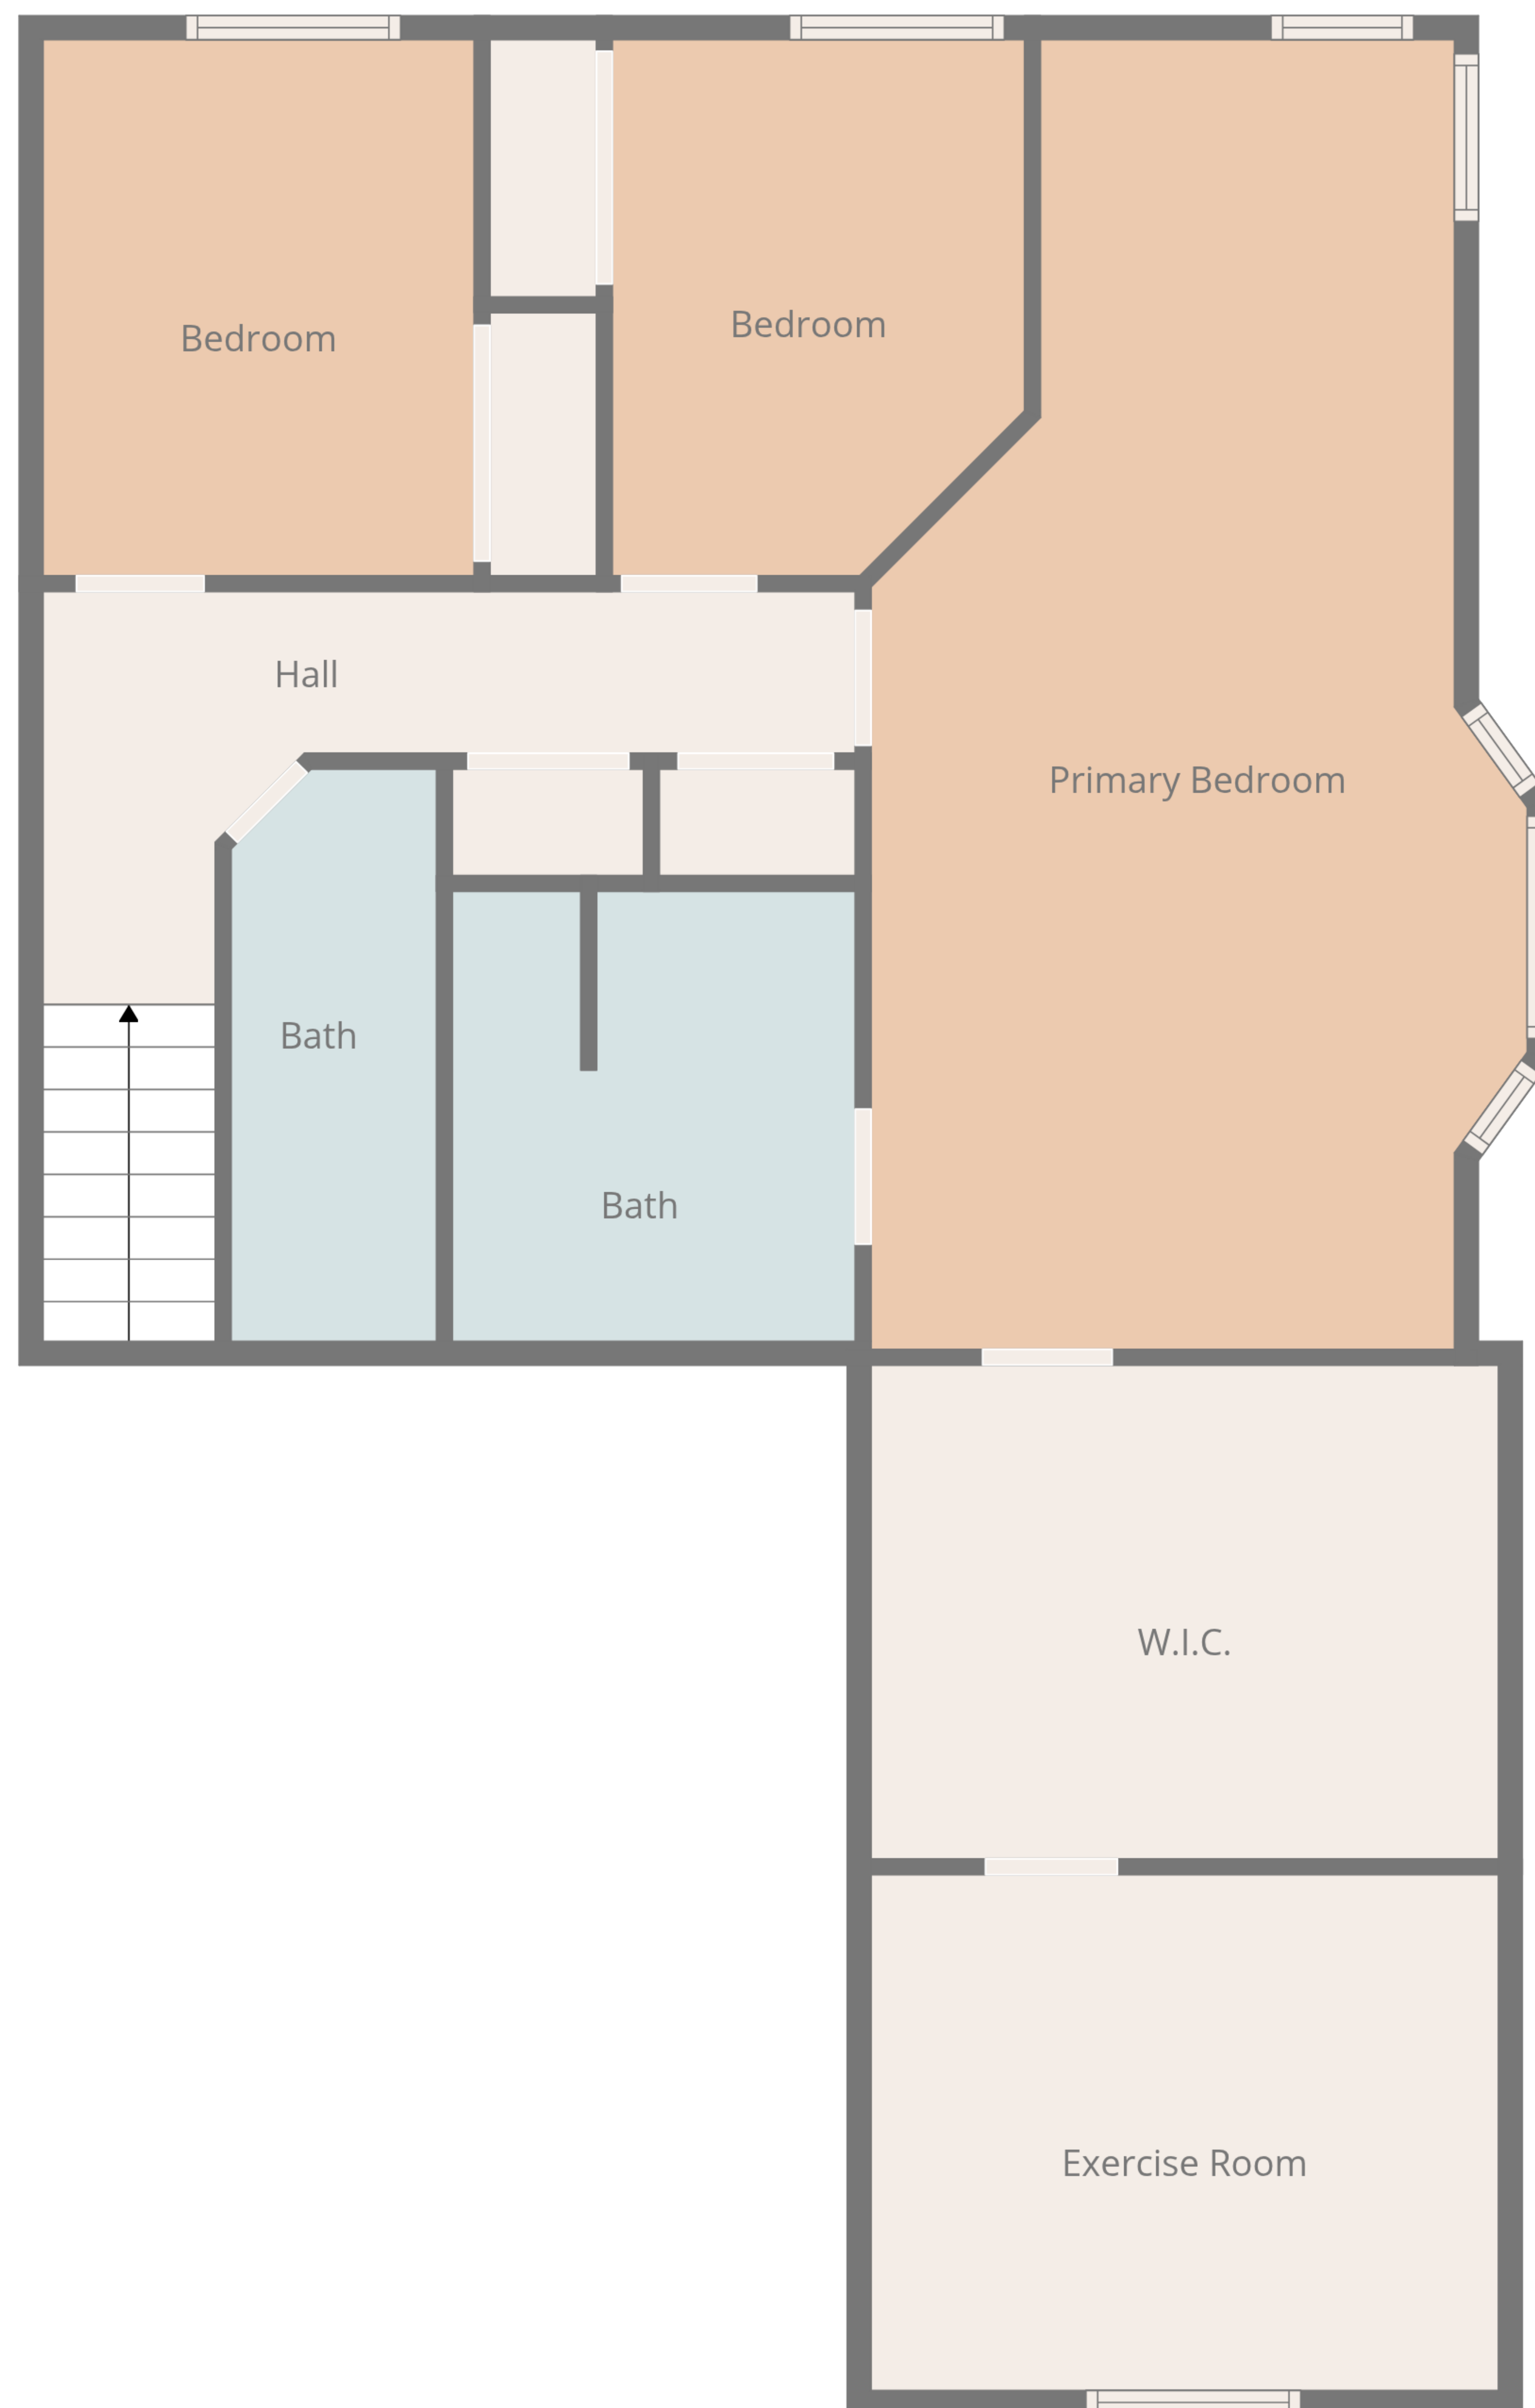 Bedroom
Bedroom
Hall
Primary Bedroom
Bath
Bath
W.I.C.
Exercise Room